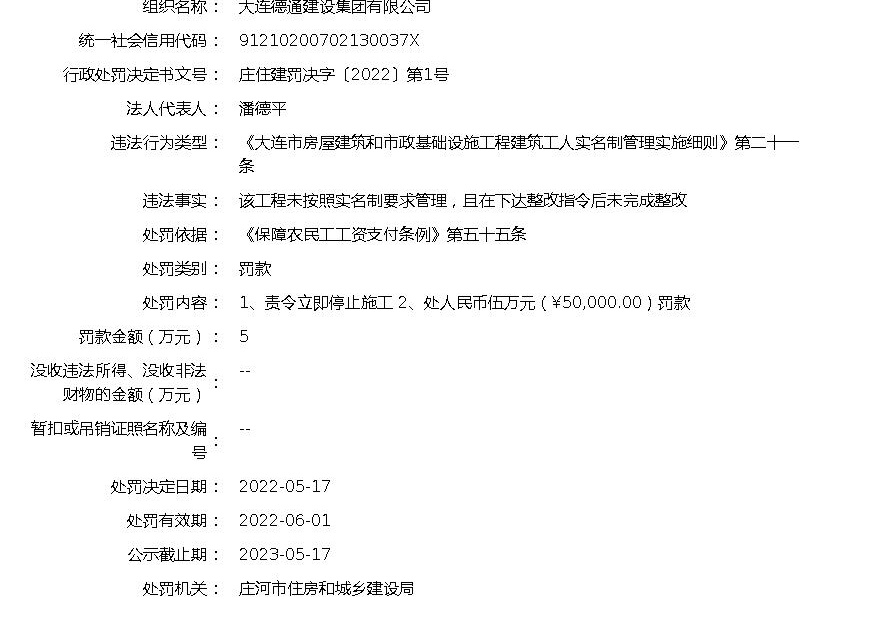 组织名称： 大连德通建设集团有限公司
统一社会信用代码： 91210200702130037X
行政处罚决定书文号： 庄住建罚决字〔2022〕第1号
法人代表人： 潘德平
违法行为类型： 《大连市房屋建筑和市政基础设施工程建筑工人实名制管理实施细则》第二十一
条
违法事实： 该工程未按照实名制要求管理，且在下达整改指令后未完成整改
处罚依据： 《保障农民工工资支付条例》第五十五条
处罚类别： 罚款
处罚内容： 1、责令立即停止施工 2、处人民币伍万元（¥50,000.00）罚款
罚款金额（万元）： 5
没收违法所得、没收非法
财物的金额（万元）： --
暂扣或吊销证照名称及编
号： --
处罚决定日期： 2022-05-17
处罚有效期： 2022-06-01
公示截止期： 2023-05-17
处罚机关： 庄河市住房和城乡建设局